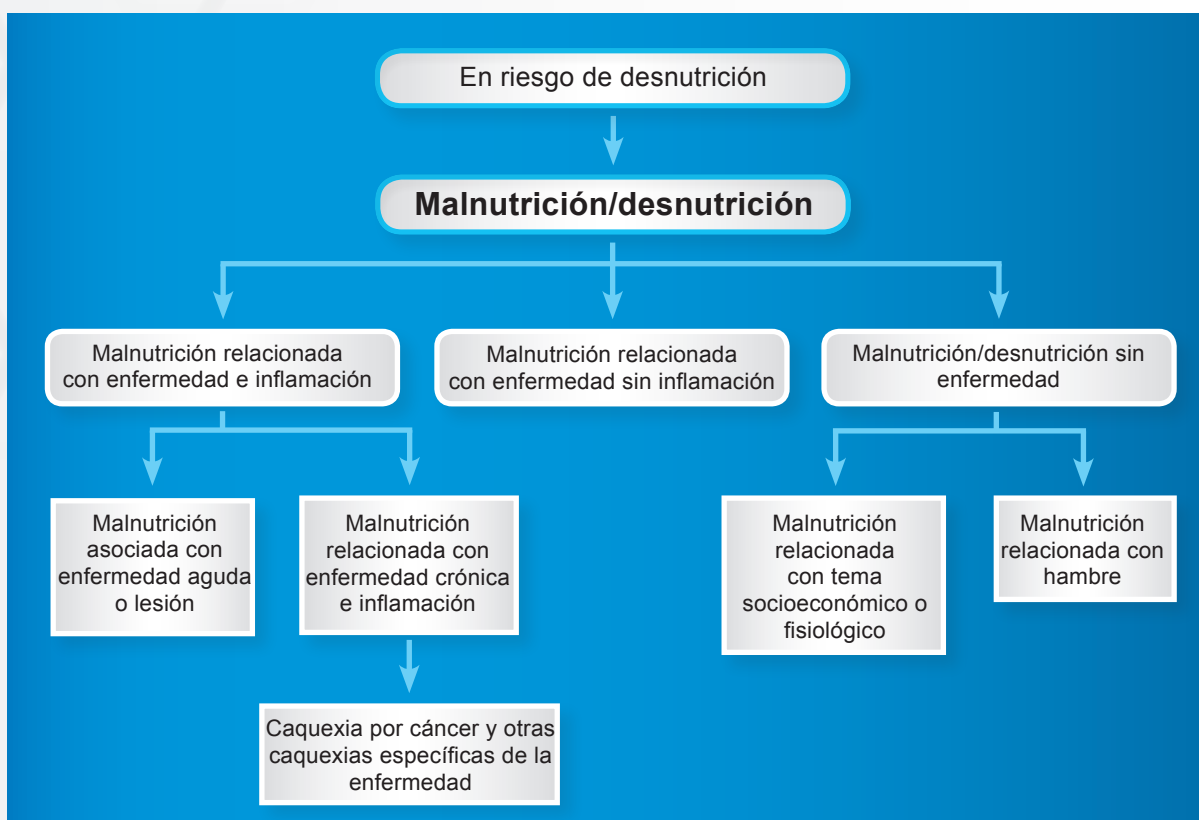 En riesgo de desnutrición
Malnutrición/desnutrición
Malnutrición relacionada
con enfermedad e inflamación
Malnutrición relacionada
con enfermedad sin inflamación
Malnutrición/desnutrición sin
enfermedad
Malnutrición
asociada con
enfermedad aguda
o lesión
Malnutrición
relacionada con
enfermedad crónica
e inflamación
Malnutrición
relacionada
con tema
socioeconómico o
fisiológico
Malnutrición
relacionada con
hambre
Caquexia por cáncer y otras
caquexias específicas de la
enfermedad